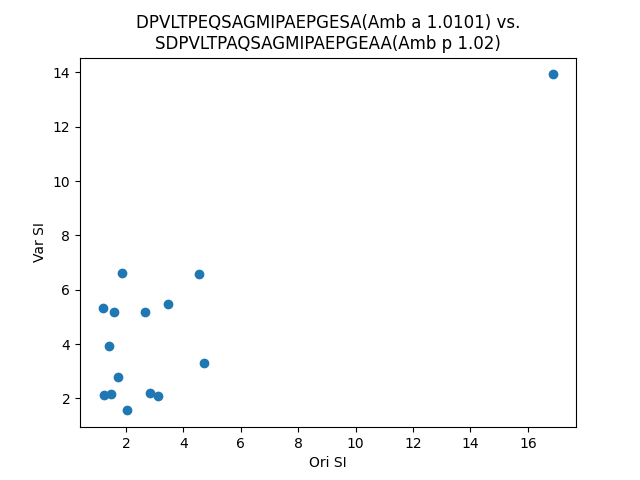 DPVLTPEQSAGMIPAEPGESA(Amb a 1.0101) vs.
SDPVLTPAQSAGMIPAEPGEAA(Amb p 1.02)
14
12
10
8
6
4
2
Var SI
2 4 6 8 10 12 14 16
Ori SI